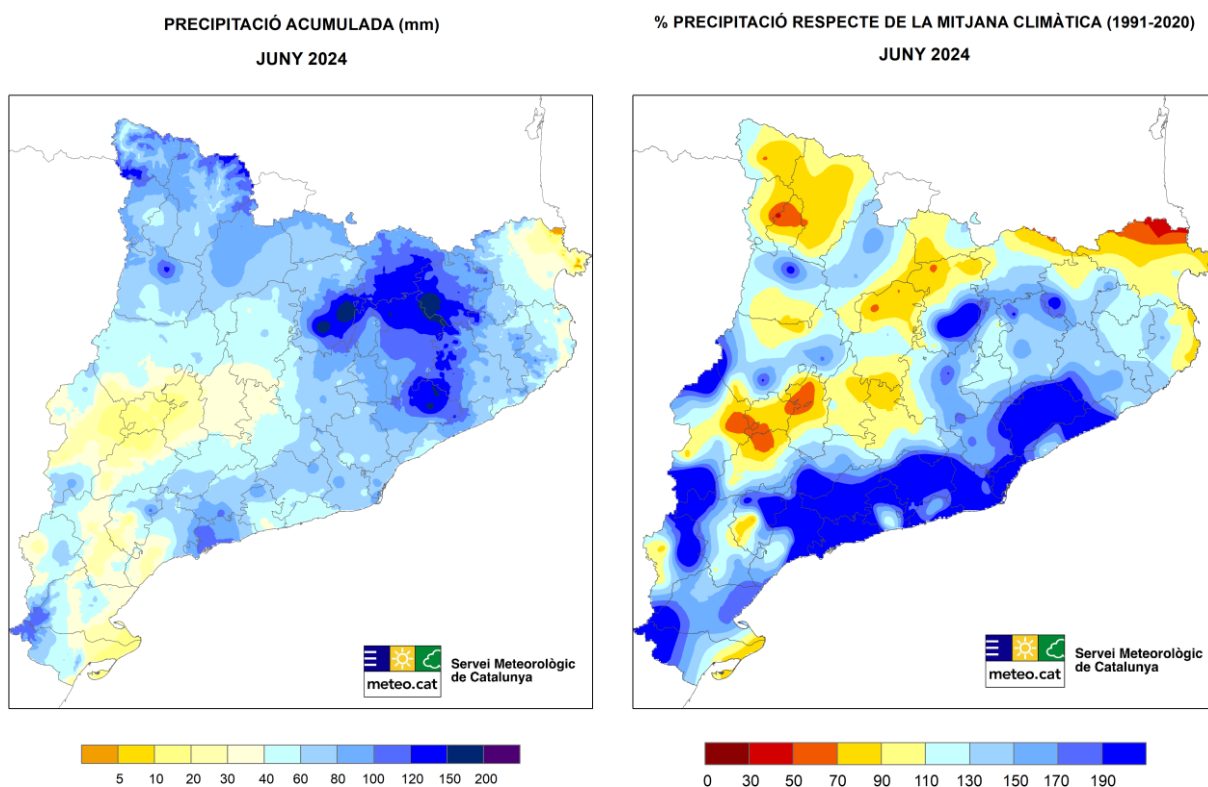 PRECIPITACIÓ ACUMULADA (mm)
JUNY 2024
Servei Meteorològic
de Catalunya
meteo.cat
5 10 20 30 40 60 80 100 120 150 200
% PRECIPITACIÓ RESPECTE DE LA MITJANA CLIMÀTICA (1991-2020)
JUNY 2024
Servei Meteorològic
de Catalunya
meteo.cat
0 30 50 70 90 110 130 150 170 190